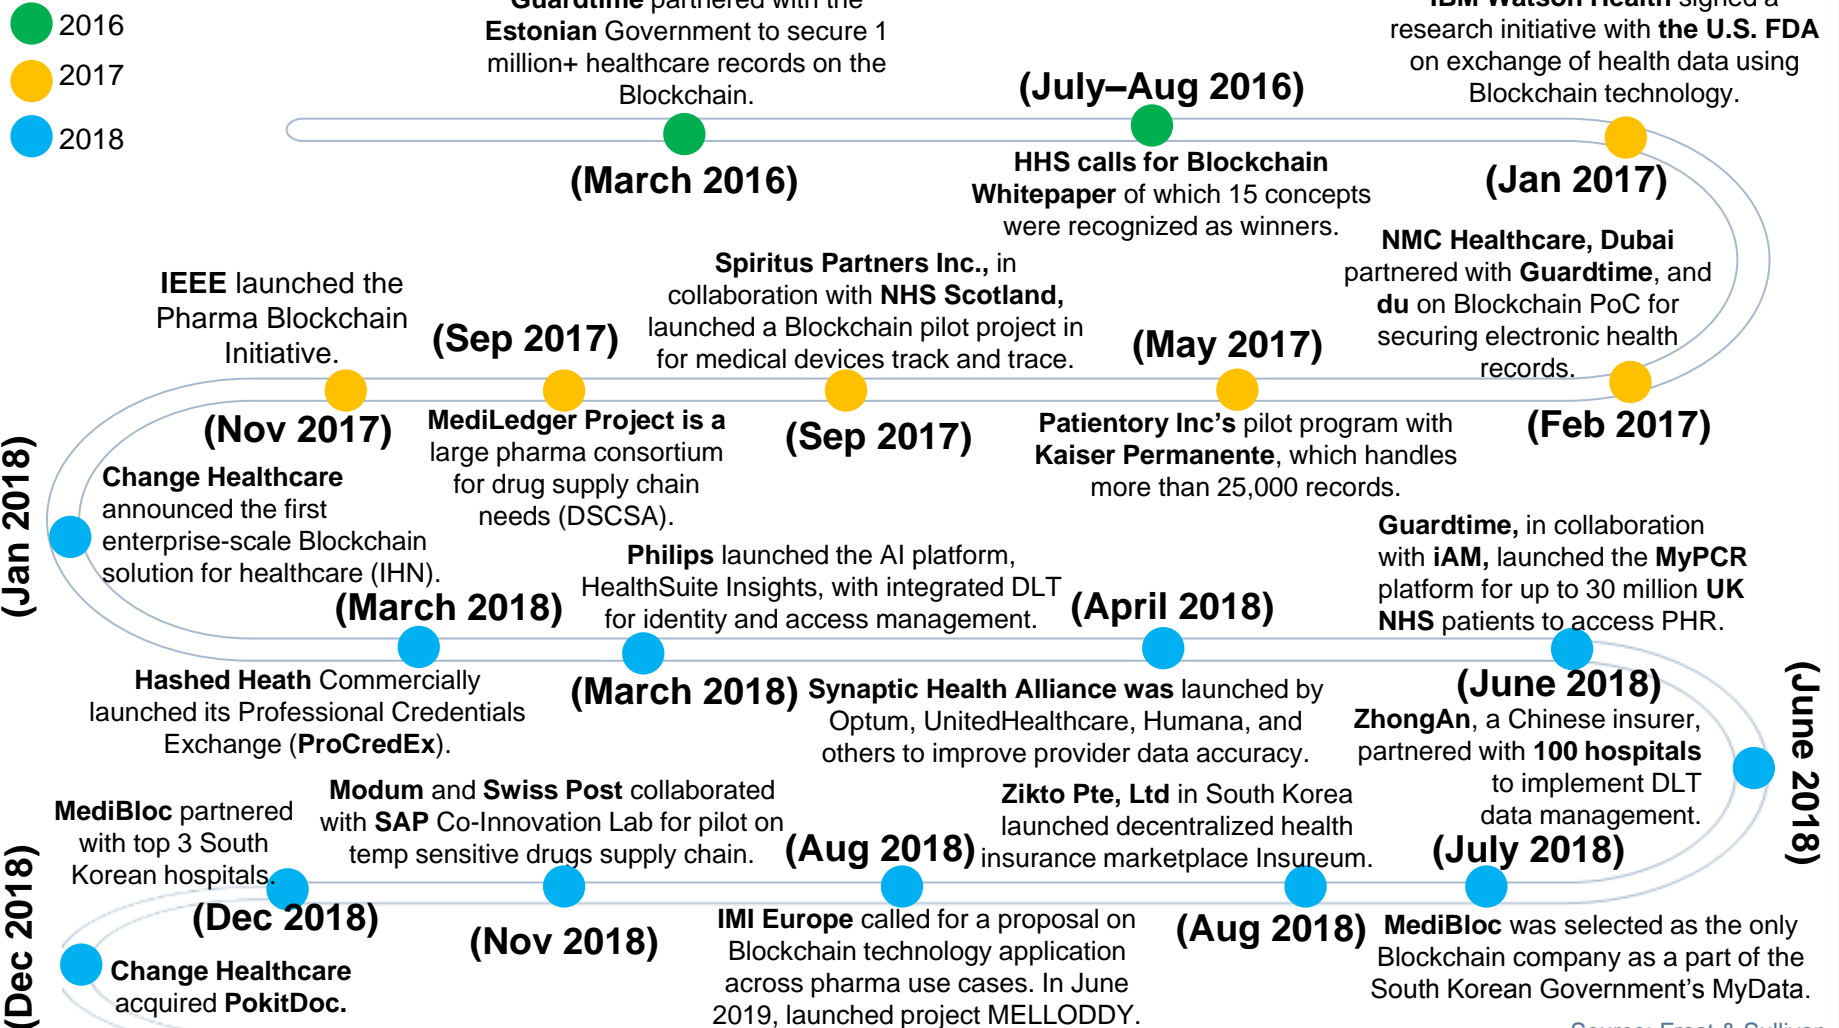 2016
2017
2018
Guardtime partnered with the
Estonian Government to secure 1
million+ healthcare records on the
Blockchain.
(March 2016)
(July–Aug 2016)
HHS calls for Blockchain
Whitepaper of which 15 concepts
were recognized as winners.
IBM Watson Health signed a
research initiative with the U.S. FDA
on exchange of health data using
Blockchain technology.
(Jan 2017)
NMC Healthcare, Dubai
partnered with Guardtime, and
du on Blockchain PoC for
securing electronic health
records.
(Feb 2017)
(May 2017)
Patientory Inc’s pilot program with
Kaiser Permanente, which handles
more than 25,000 records.
Spiritus Partners Inc., in
collaboration with NHS Scotland,
launched a Blockchain pilot project in
for medical devices track and trace.
(Sep 2017)
(Sep 2017)
MediLedger Project is a
large pharma consortium
for drug supply chain
needs (DSCSA).
IEEE launched the
Pharma Blockchain
Initiative.
(Nov 2017)
(Jan 2018)
Change Healthcare
announced the first
enterprise-scale Blockchain
solution for healthcare (IHN).
(March 2018)
Hashed Heath Commercially
launched its Professional Credentials
Exchange (ProCredEx).
Philips launched the AI platform,
HealthSuite Insights, with integrated DLT
for identity and access management.
(March 2018)
(April 2018)
Synaptic Health Alliance was launched by
Optum, UnitedHealthcare, Humana, and
others to improve provider data accuracy.
Guardtime, in collaboration
with iAM, launched the MyPCR
platform for up to 30 million UK
NHS patients to access PHR.
(June 2018)
ZhongAn, a Chinese insurer,
partnered with 100 hospitals
to implement DLT
data management.
(June 2018)
(July 2018)
MediBloc was selected as the only
Blockchain company as a part of the
South Korean Government’s MyData.
Zikto Pte, Ltd in South Korea
launched decentralized health
insurance marketplace Insureum.
(Aug 2018)
(Aug 2018)
IMI Europe called for a proposal on
Blockchain technology application
across pharma use cases. In June
2019, launched project MELLODDY.
Modum and Swiss Post collaborated
with SAP Co-Innovation Lab for pilot on
temp sensitive drugs supply chain.
(Nov 2018)
MediBloc partnered
with top 3 South
Korean hospitals.
(Dec 2018)
(Dec 2018)
Change Healthcare
acquired PokitDoc.
Source: Frost & Sullivan